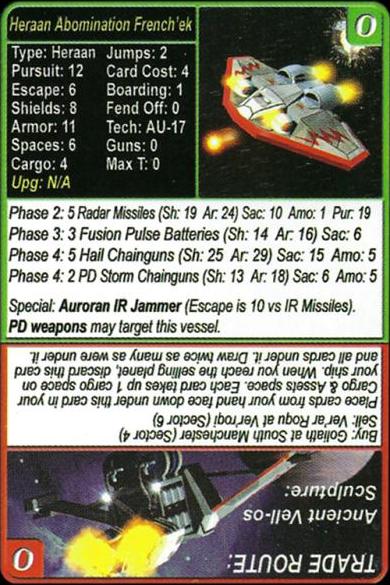 Heraan Abomination French'ek
0
Type: Heraan Jumps: 2
Pursuit: 12 Card Cost: 4
Escape: 6 Boarding: 1
Shields: 8 Fend Off: 0
Armor: 11 Tech: AU-17
Spaces: 6 Guns: 0
Cargo: 4 Max T: 0
Upg: N/A
Phase 2: 5 Radar Missiles (Sh: 19 Ar: 24) Sac: 10 Amo: 1 Pur: 19
Phase 3: 3 Fusion Pulse Batteries (Sh: 14 Ar: 16) Sac: 6
Phase 4: 5 Hail Chainguns (Sh: 25 Ar: 29) Sac: 15 Amo: 5
Phase 4: 2 PD Storm Chainguns (Sh: 13 Ar: 18) Sac: 6 Amo: 5
Special: Auroran IR Jammer (Escape is 10 vs IR Missiles).
PD weapons may target this vessel.
TRADE ROUTE:
0
Ancient Vell-os
Sculpture:
Buy: Goliath at South Manchester (Sector 4)
Sell: Ver'ar at Roqu Ver'roqi (Sector 6)
Place cards from your hand face down under this card in your
Cargo & Assets space. Each card takes up 1 cargo space on
your ship. When you reach the selling planet, discard this card
and all cards under it. Draw twice as many as were under it.